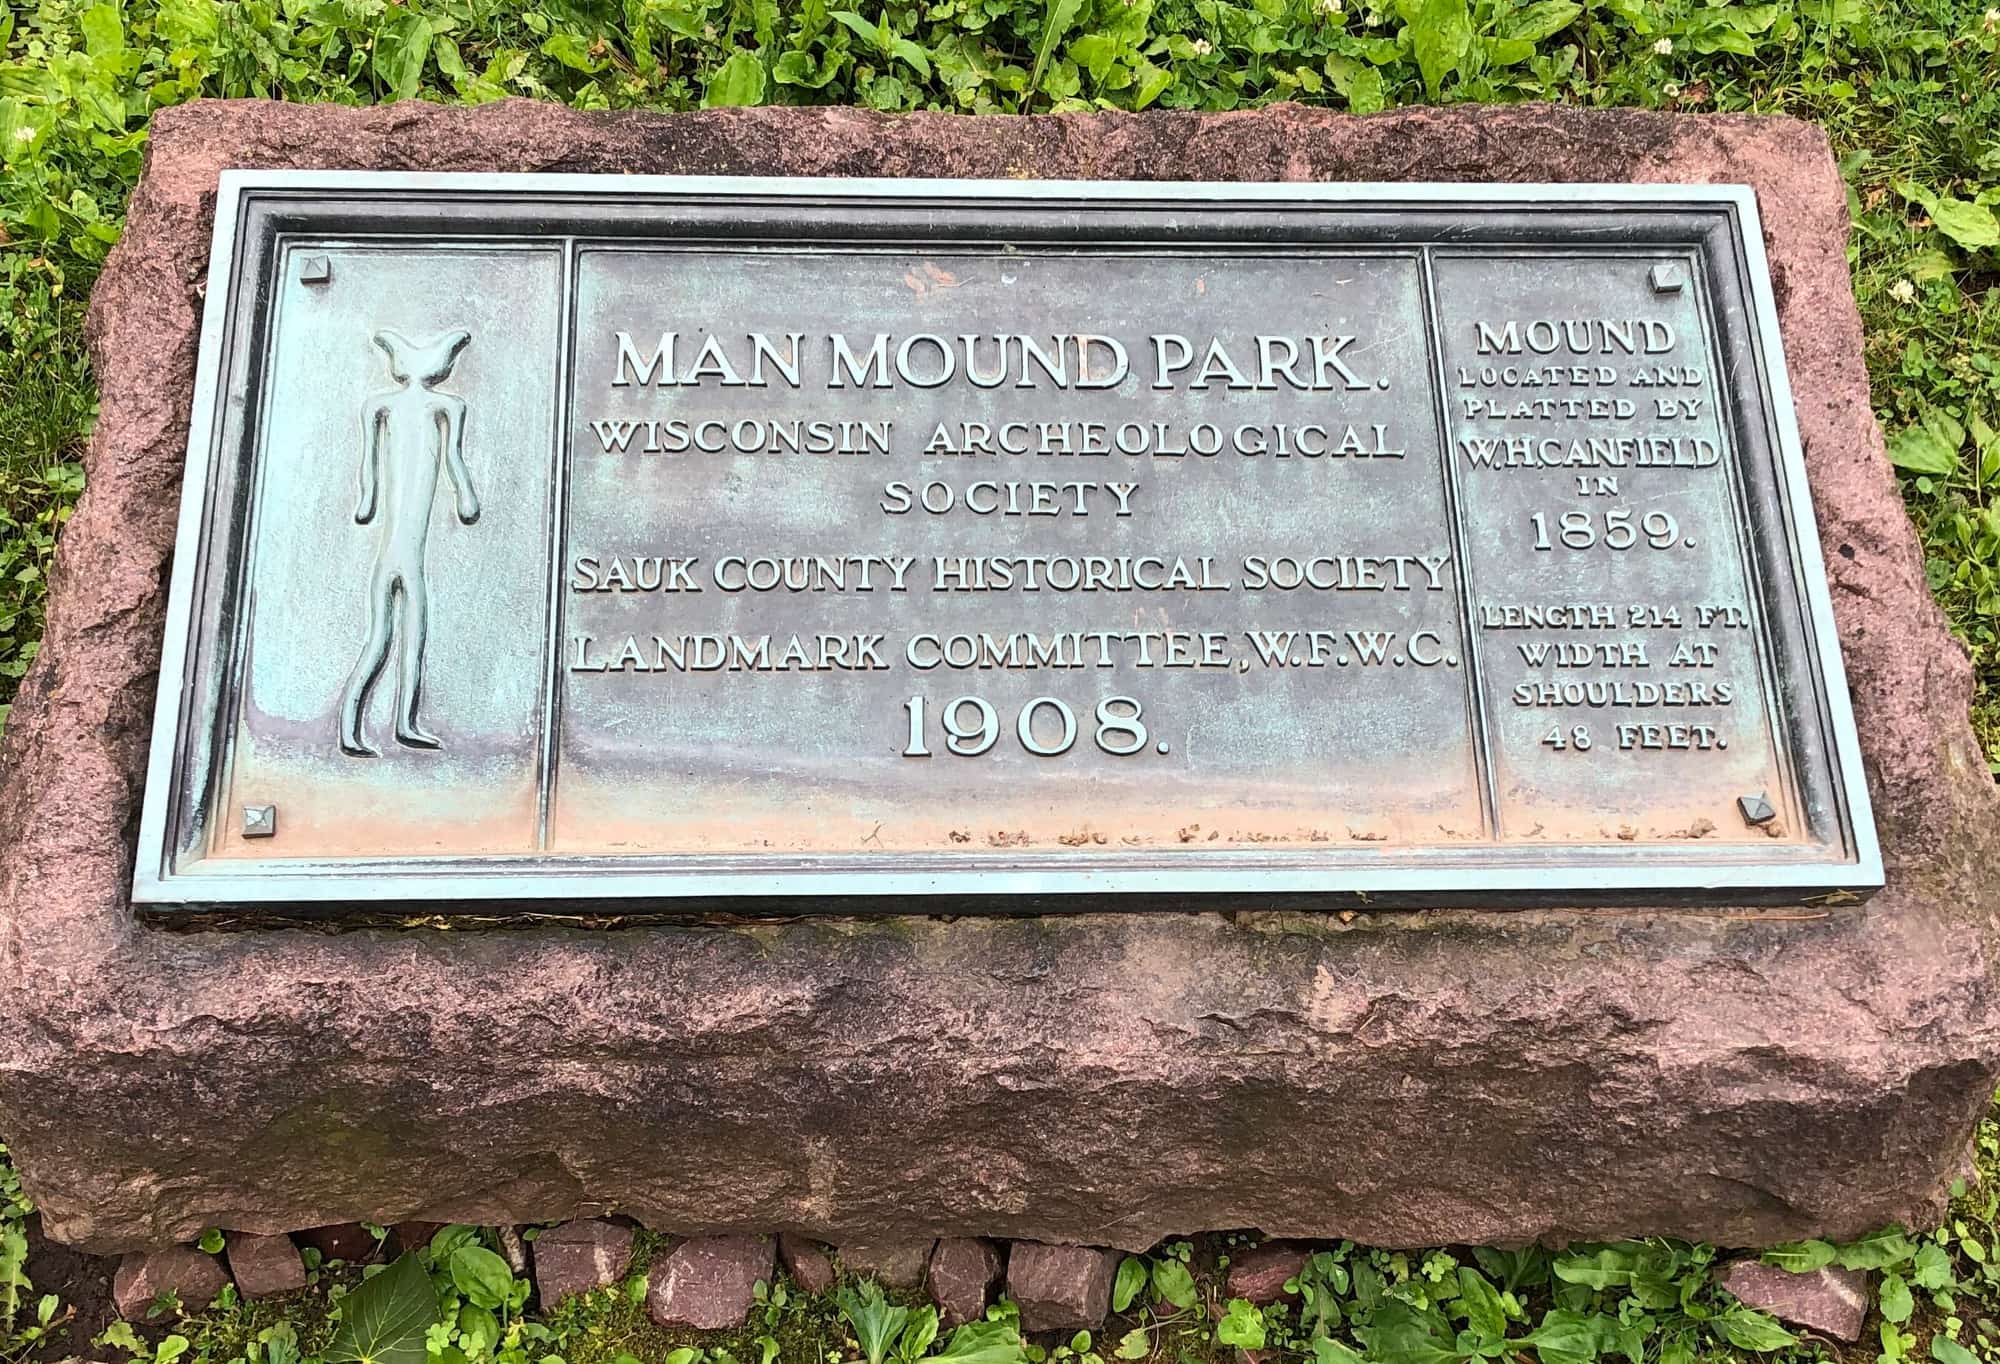 MAN MOUND PARK.
WISCONSIN ARCHEOLOGICAL
SOCIETY
SAUK COUNTY HISTORICAL SOCIETY
LANDMARK COMMITTEE, W.F.W.C.
1908.
MOUND
LOCATED AND
PLATTED BY
W.H.CANFIELD
IN
1859.
LENGTH 214 FT.
WIDTH AT
SHOULDERS
48 FEET.